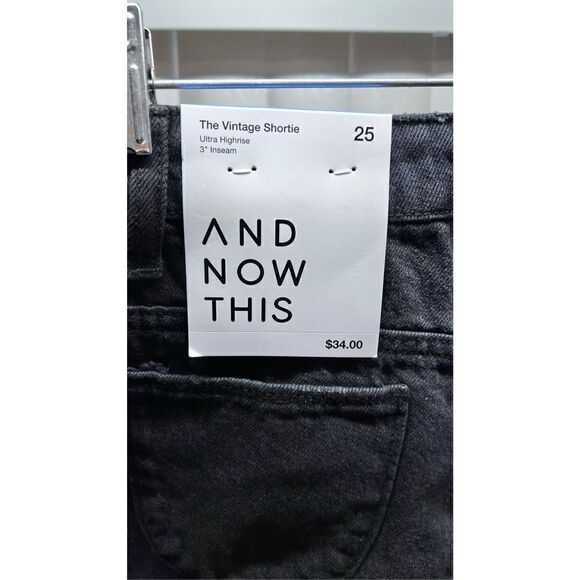 The Vintage Shortie 25
Ultra Highrise
3" Inseam
AND
NOW
THIS
$34.00